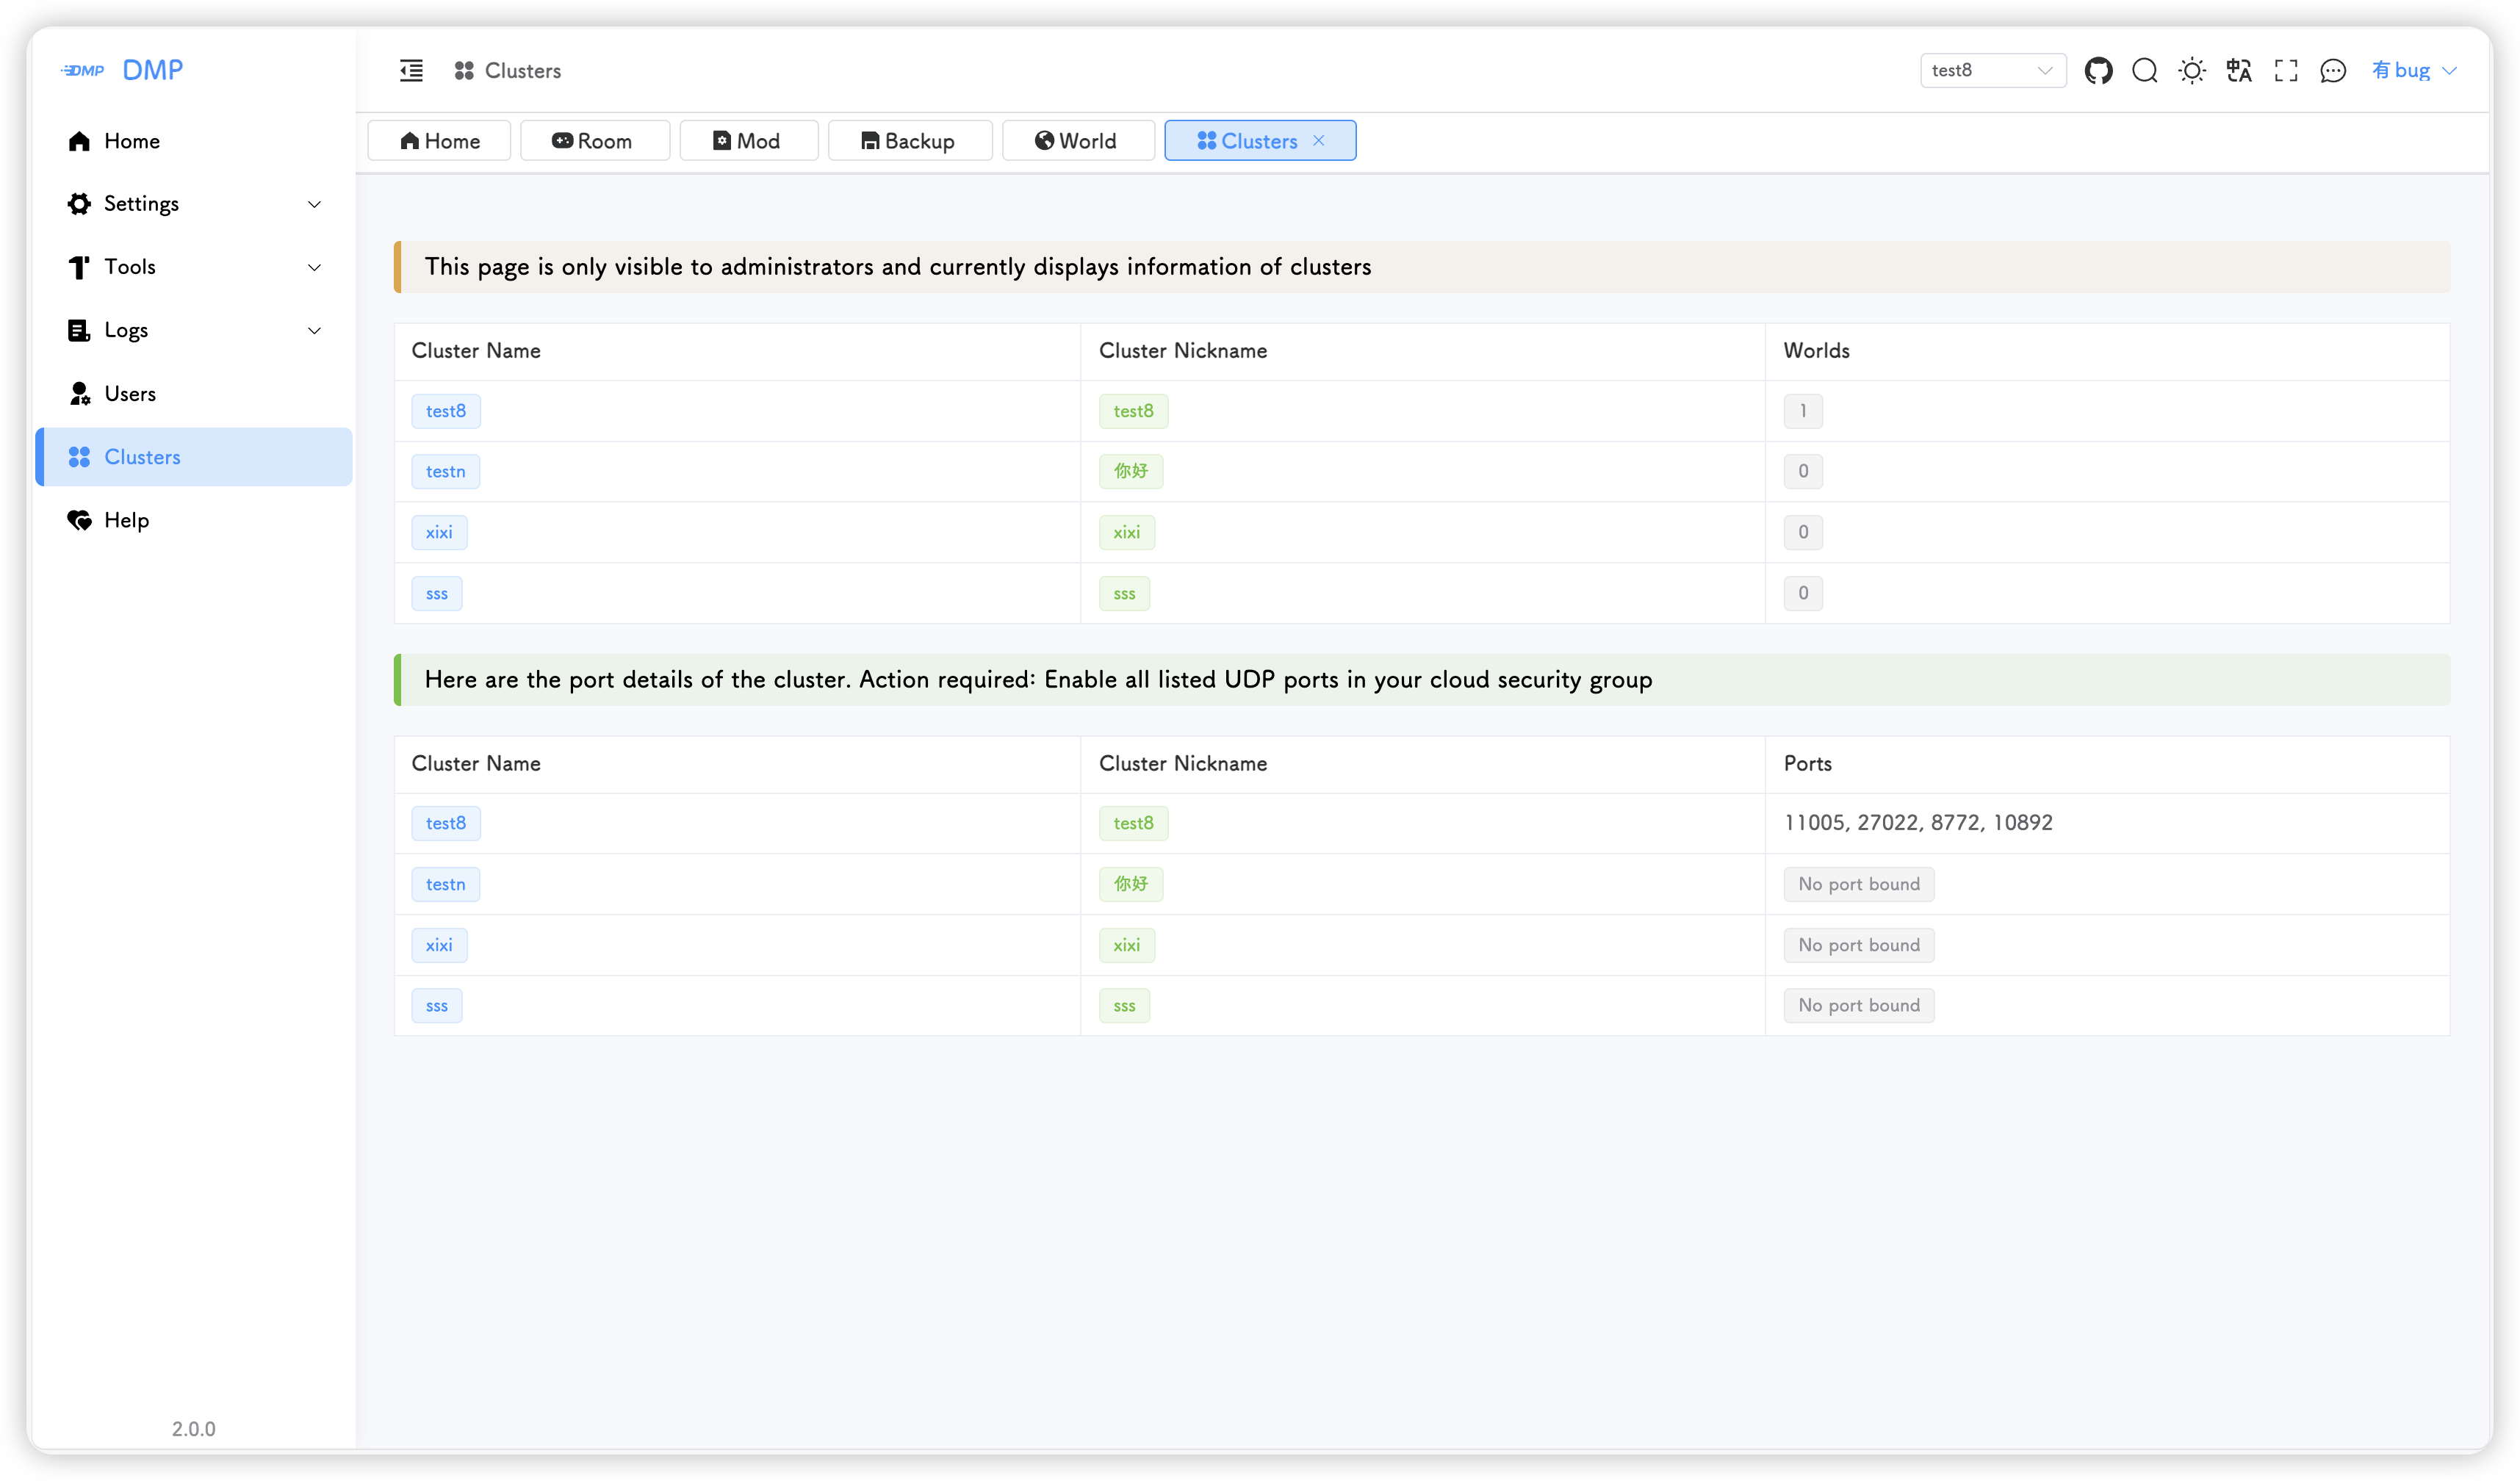 DMP DMP
Home
Settings
Tools
Logs
Users
Clusters
Help
2.0.0
Clusters
test8
有 bug
Home Room Mod Backup World Clusters
This page is only visible to administrators and currently displays information of clusters
Cluster Name Cluster Nickname Worlds
test8 test8 1
testn 你好 0
xixi xixi 0
sss sss 0
Here are the port details of the cluster. Action required: Enable all listed UDP ports in your cloud security group
Cluster Name Cluster Nickname Ports
test8 test8 11005, 27022, 8772, 10892
testn 你好 No port bound
xixi xixi No port bound
sss sss No port bound